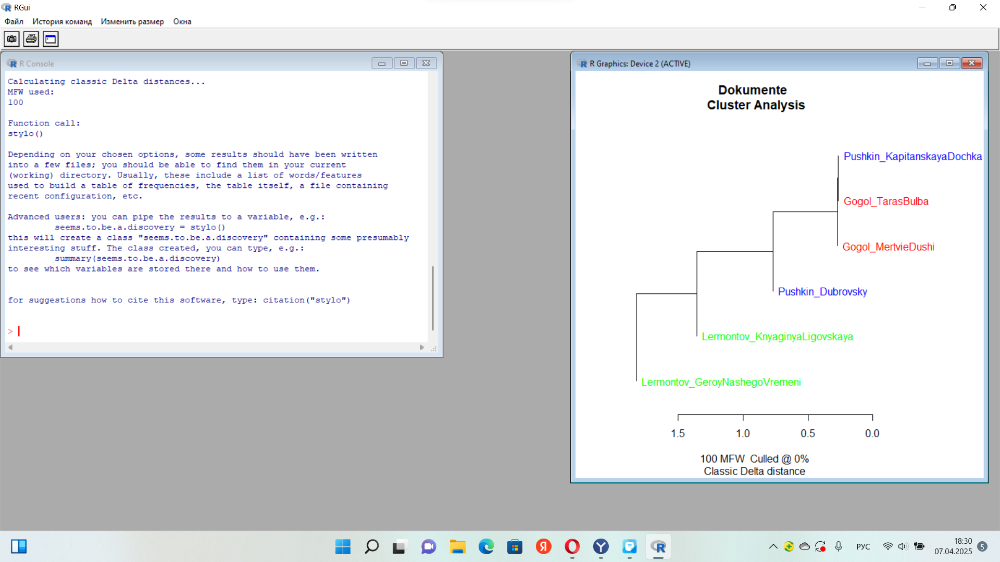 RGui
Файл История команд Изменить размер Окна
R Console
Calculating classic Delta distances...
MFW used:
100
Function call:
stylo()
Depending on your chosen options, some results should have been written
into a few files; you should be able to find them in your current
(working) directory. Usually, these include a list of words/features
used to build a table of frequencies, the table itself, a file containing
recent configuration, etc.
Advanced users: you can pipe the results to a variable, e.g.:
seems.to.be.a.discovery = stylo()
this will create a class "seems.to.be.a.discovery" containing some presumably
interesting stuff. The class created, you can type, e.g.:
summary(seems.to.be.a.discovery)
to see which variables are stored there and how to use them.
for suggestions how to cite this software, type: citation("stylo")
>
R Graphics: Device 2 (ACTIVE)
Dokumente
Cluster Analysis
Pushkin_KapitanskayaDochka
Gogol_TarasBulba
Gogol_MertvieDushi
Pushkin_Dubrovsky
Lermontov_KnyaginyaLigovskaya
Lermontov_GeroyNashegoVremeni
1.5 1.0 0.5 0.0
100 MFW Culled @ 0%
Classic Delta distance
РУС
18:30
07.04.2025
5